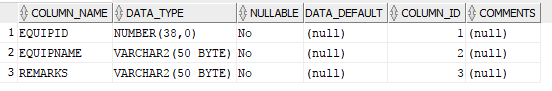 COLUMN_NAME DATA_TYPE NULLABLE DATA_DEFAULT COLUMN_ID COMMENTS
1 EQUIPID NUMBER(38,0) No (null) 1 (null)
2 EQUIPNAME VARCHAR2(50 BYTE) No (null) 2 (null)
3 REMARKS VARCHAR2(50 BYTE) No (null) 3 (null)